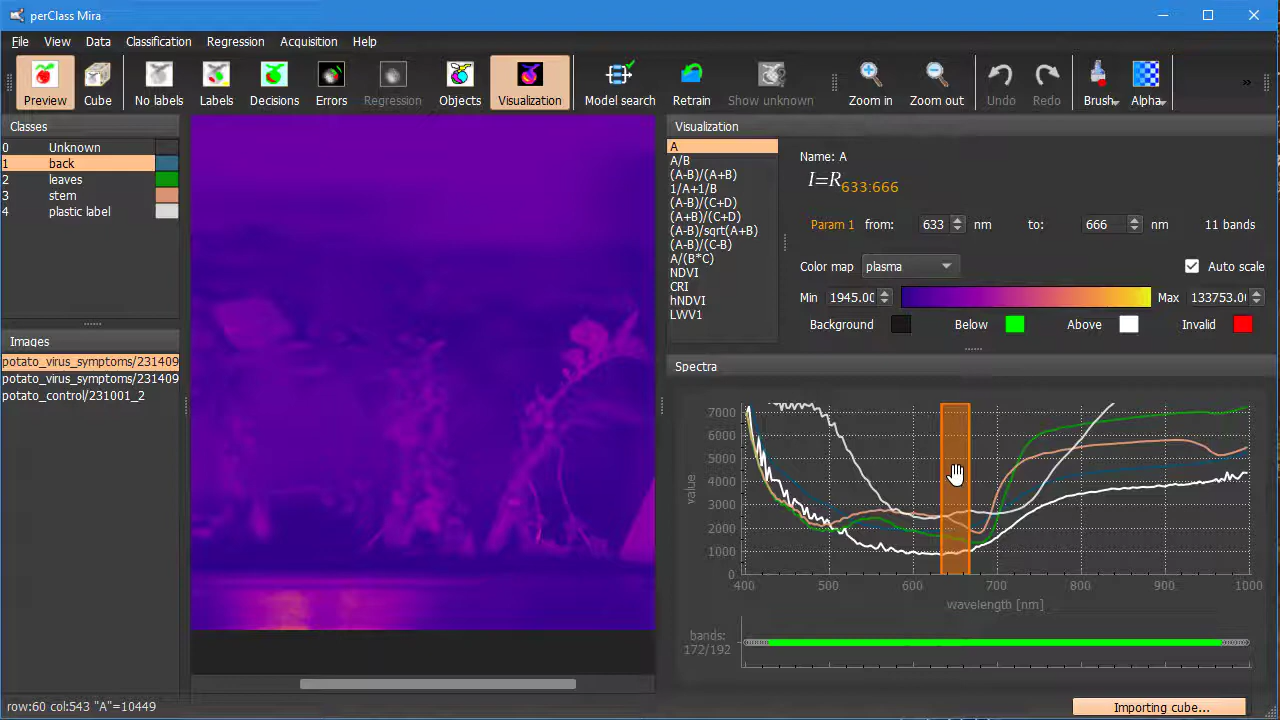 perClass Mira
File View Data Classification Regression Acquisition Help
Preview Cube No labels Labels Decisions Errors Regression Objects Visualization Model search Retrain Show unknown Zoom in Zoom out Undo Redo Brush Alpha »
Classes
0 Unknown
1 back
2 leaves
3 stem
4 plastic label
Images
potato_virus_symptoms/231409
potato_virus_symptoms/231409
potato_control/231001_2
Visualization
A
A/B
(A-B)/(A+B)
1/A+1/B
(A-B)/(C+D)
(A+B)/(C+D)
(A-B)/sqrt(A+B)
(A-B)/(C-B)
A/(B*C)
NDVI
CRI
hNDVI
LWV1
Name: A
I=R633:666
Param 1 from: 633 nm to: 666 nm 11 bands
Color map plasma Auto scale
Min 1945.00 Max 133753.0
Background Below Above Invalid
Spectra
7000
6000
5000
4000
3000
2000
1000
0
value
400 500 600 700 800 900 1000
wavelength [nm]
bands:
172/192
row:60 col:543 "A"=10449
Importing cube...